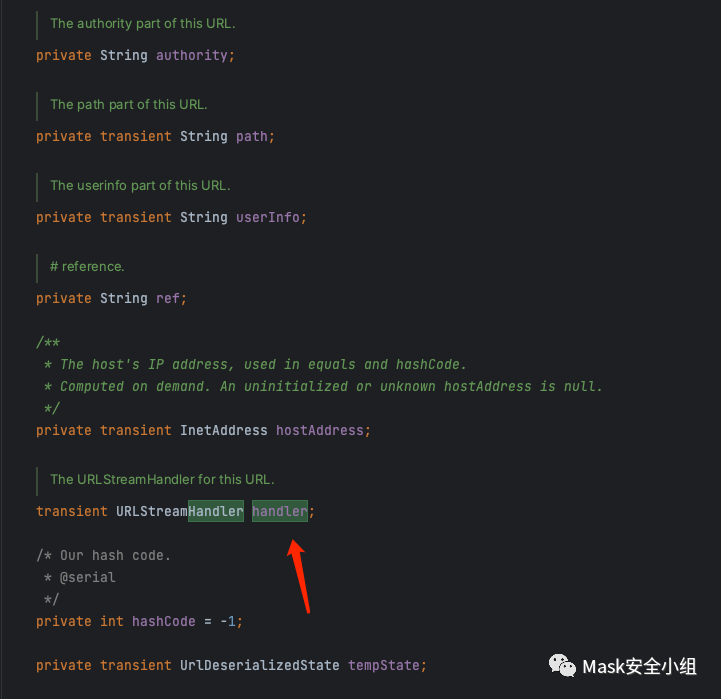 The authority part of this URL.
private String authority;
The path part of this URL.
private transient String path;
The userinfo part of this URL.
private transient String userInfo;
# reference.
private String ref;
/**
* The host's IP address, used in equals and hashCode.
* Computed on demand. An uninitialized or unknown hostAddress is null.
*/
private transient InetAddress hostAddress;
The URLStreamHandler for this URL.
transient URLStreamHandler handler;
/* Our hash code.
* @serial
*/
private int hashCode = -1;
private transient UrlDeserializedState tempState;
Mask安全小组